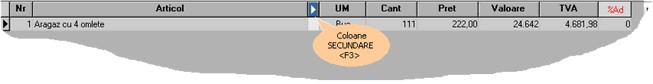 Nr Articol UM Cant Pret Valoare TVA %Ad
1 Aragaz cu 4 omlete Buc 111 222,00 24.642 4.681,98 0
Coloane
SECUNDARE
<F3>